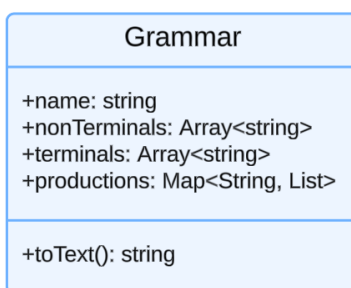 Grammar
+name: string
+nonTerminals: Array<string>
+terminals: Array<string>
+productions: Map<String, List>
+toText(): string